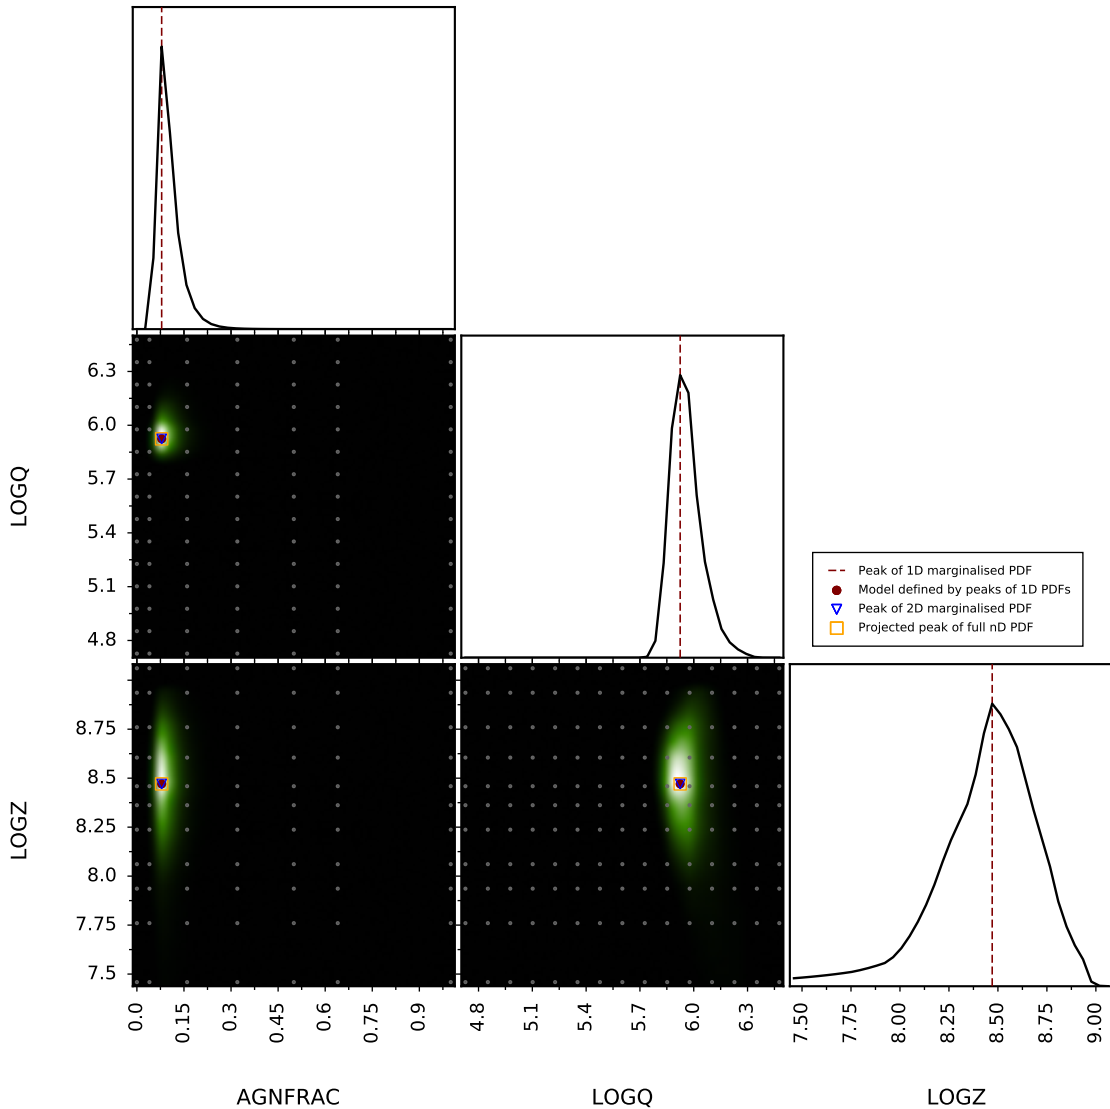 LOGQ
6.3
6.0
5.7
5.4
5.1
4.8
Peak of 1D marginalised PDF
Model defined by peaks of 1D PDFs
Peak of 2D marginalised PDF
Projected peak of full nD PDF
LOGZ
8.75
8.5
8.25
8.0
7.75
7.5
0.0 0.15 0.3 0.45 0.6 0.75 0.9
4.8 5.1 5.4 5.7 6.0 6.3
7.50 7.75 8.00 8.25 8.50 8.75 9.00
AGNFRAC
LOGQ
LOGZ